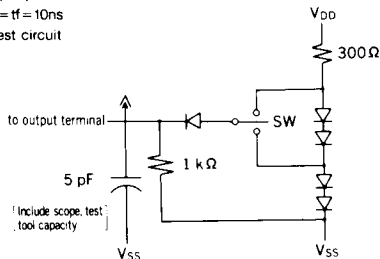 = tf = 10ns
est circuit
VDD
300Ω
to output terminal
SW
1 kΩ
5 pF
[Include scope, test
tool capacity]
VSS
VSS